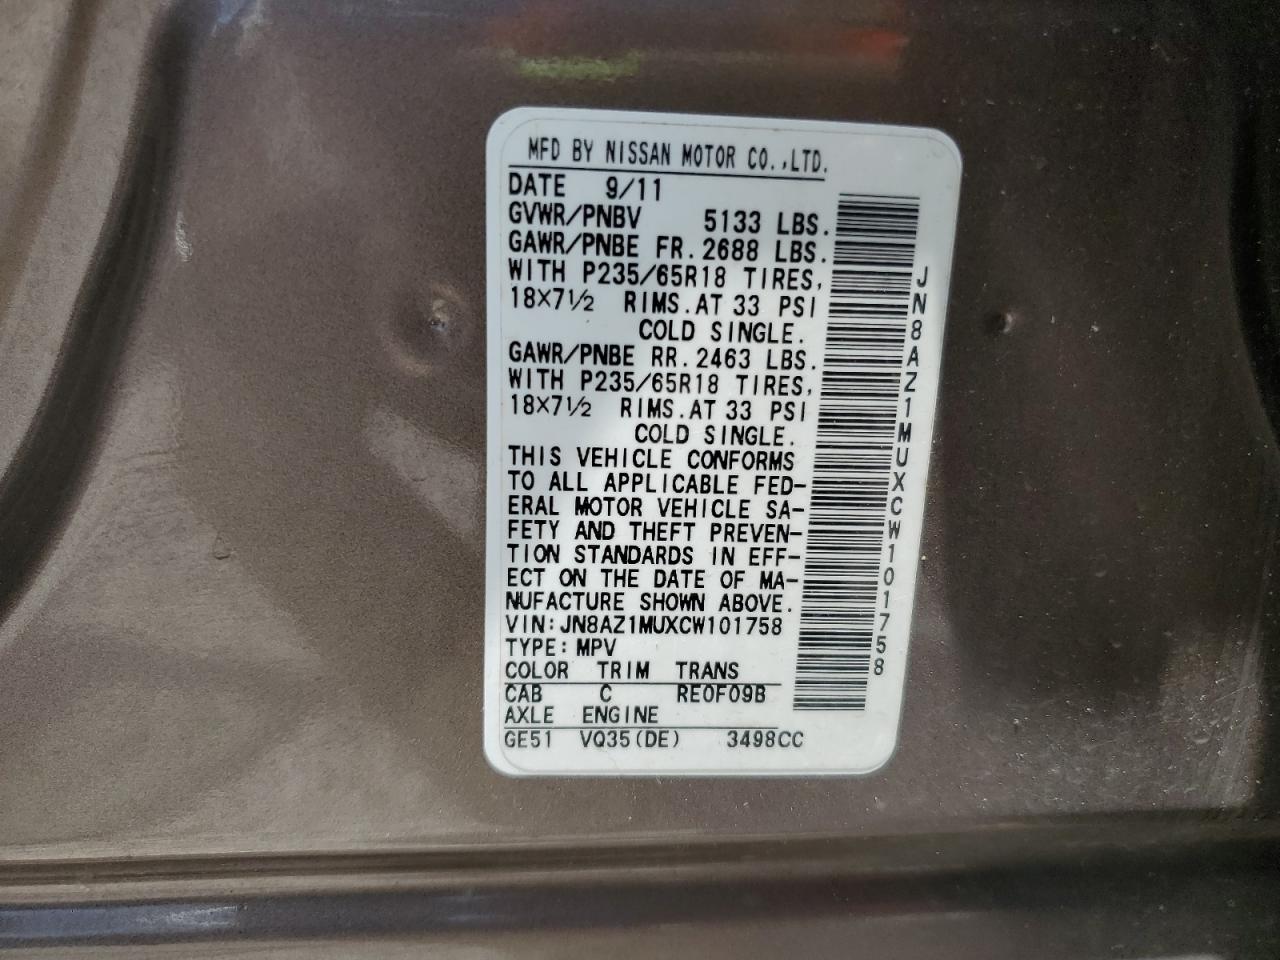 MFD BY NISSAN MOTOR CO.,LTD.
DATE 9/11
GVWR/PNBV 5133 LBS.
GAWR/PNBE FR. 2688 LBS.
WITH P235/65R18 TIRES,
18×7½ RIMS. AT 33 PSI
COLD SINGLE.
GAWR/PNBE RR. 2463 LBS.
WITH P235/65R18 TIRES,
18×7½ RIMS. AT 33 PSI
COLD SINGLE.
THIS VEHICLE CONFORMS
TO ALL APPLICABLE FED-
ERAL MOTOR VEHICLE SA-
FETY AND THEFT PREVEN-
TION STANDARDS IN EFF-
ECT ON THE DATE OF MA-
NUFACTURE SHOWN ABOVE.
VIN: JN8AZ1MUXCW101758
TYPE: MPV
COLOR TRIM TRANS
CAB C RE0F09B
AXLE ENGINE
GE51 VQ35(DE) 3498CC
JN8AZ1MUXCW101758